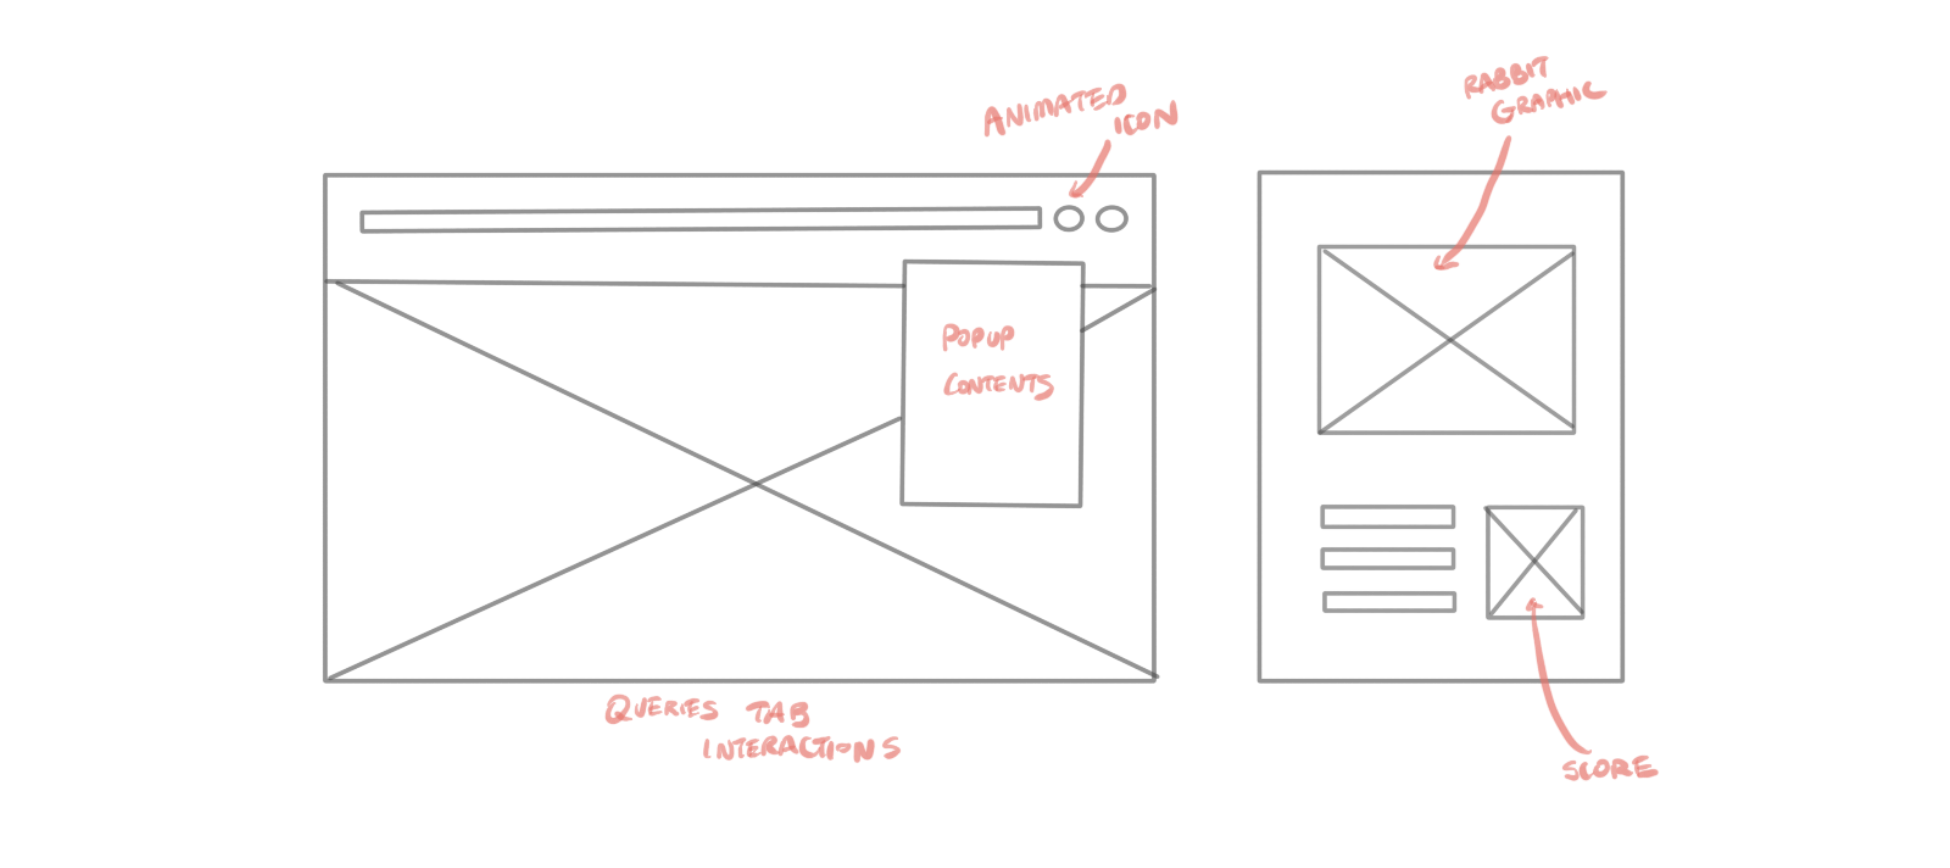 ANIMATED
ICON
RABBIT
GRAPHIC
POPUP
CONTENTS
QUERIES TAB
INTERACTIONS
SCORE